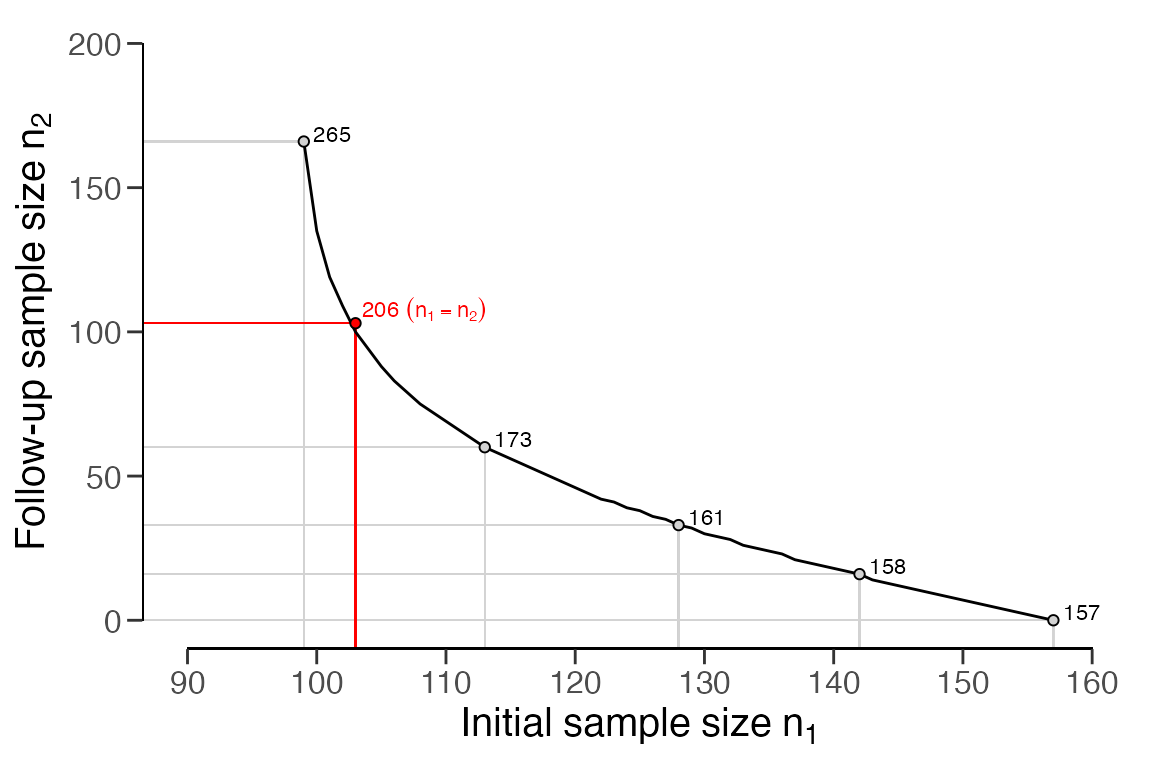 200
150
100
50
0
Follow-up sample size n₂
265
206 (n₁ = n₂)
173
161
158
157
90 100 110 120 130 140 150 160
Initial sample size n₁